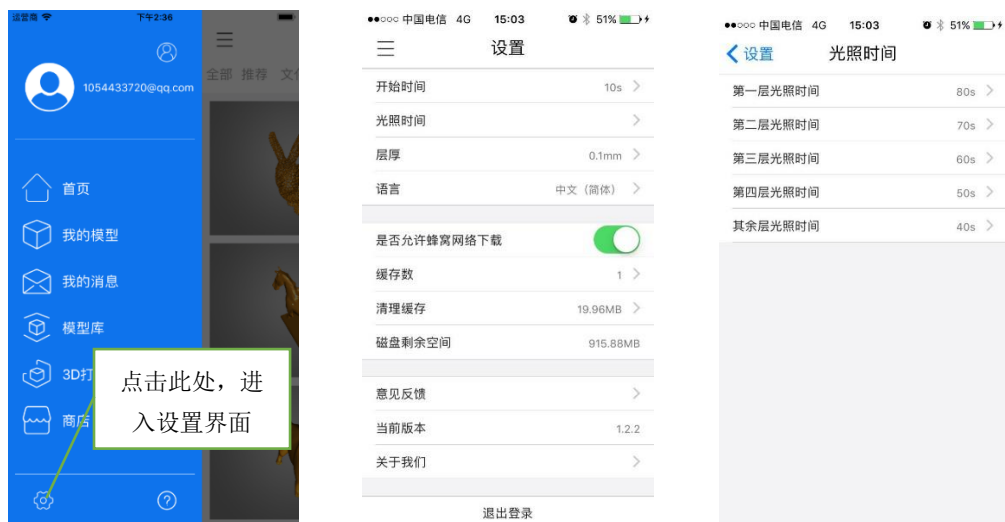 运营商 下午2:36
1054433720@qq.com
全部 推荐
首页
我的模型
我的消息
模型库
3D打
商店
点击此处，进
入设置界面
中国电信 4G 15:03 51%
设置
开始时间 10s
光照时间
层厚 0.1mm
语言 中文（简体）
是否允许蜂窝网络下载
缓存数 1
清理缓存 19.96MB
磁盘剩余空间 915.88MB
意见反馈
当前版本 1.2.2
关于我们
退出登录
中国电信 4G 15:03 51%
设置 光照时间
第一层光照时间 80s
第二层光照时间 70s
第三层光照时间 60s
第四层光照时间 50s
其余层光照时间 40s